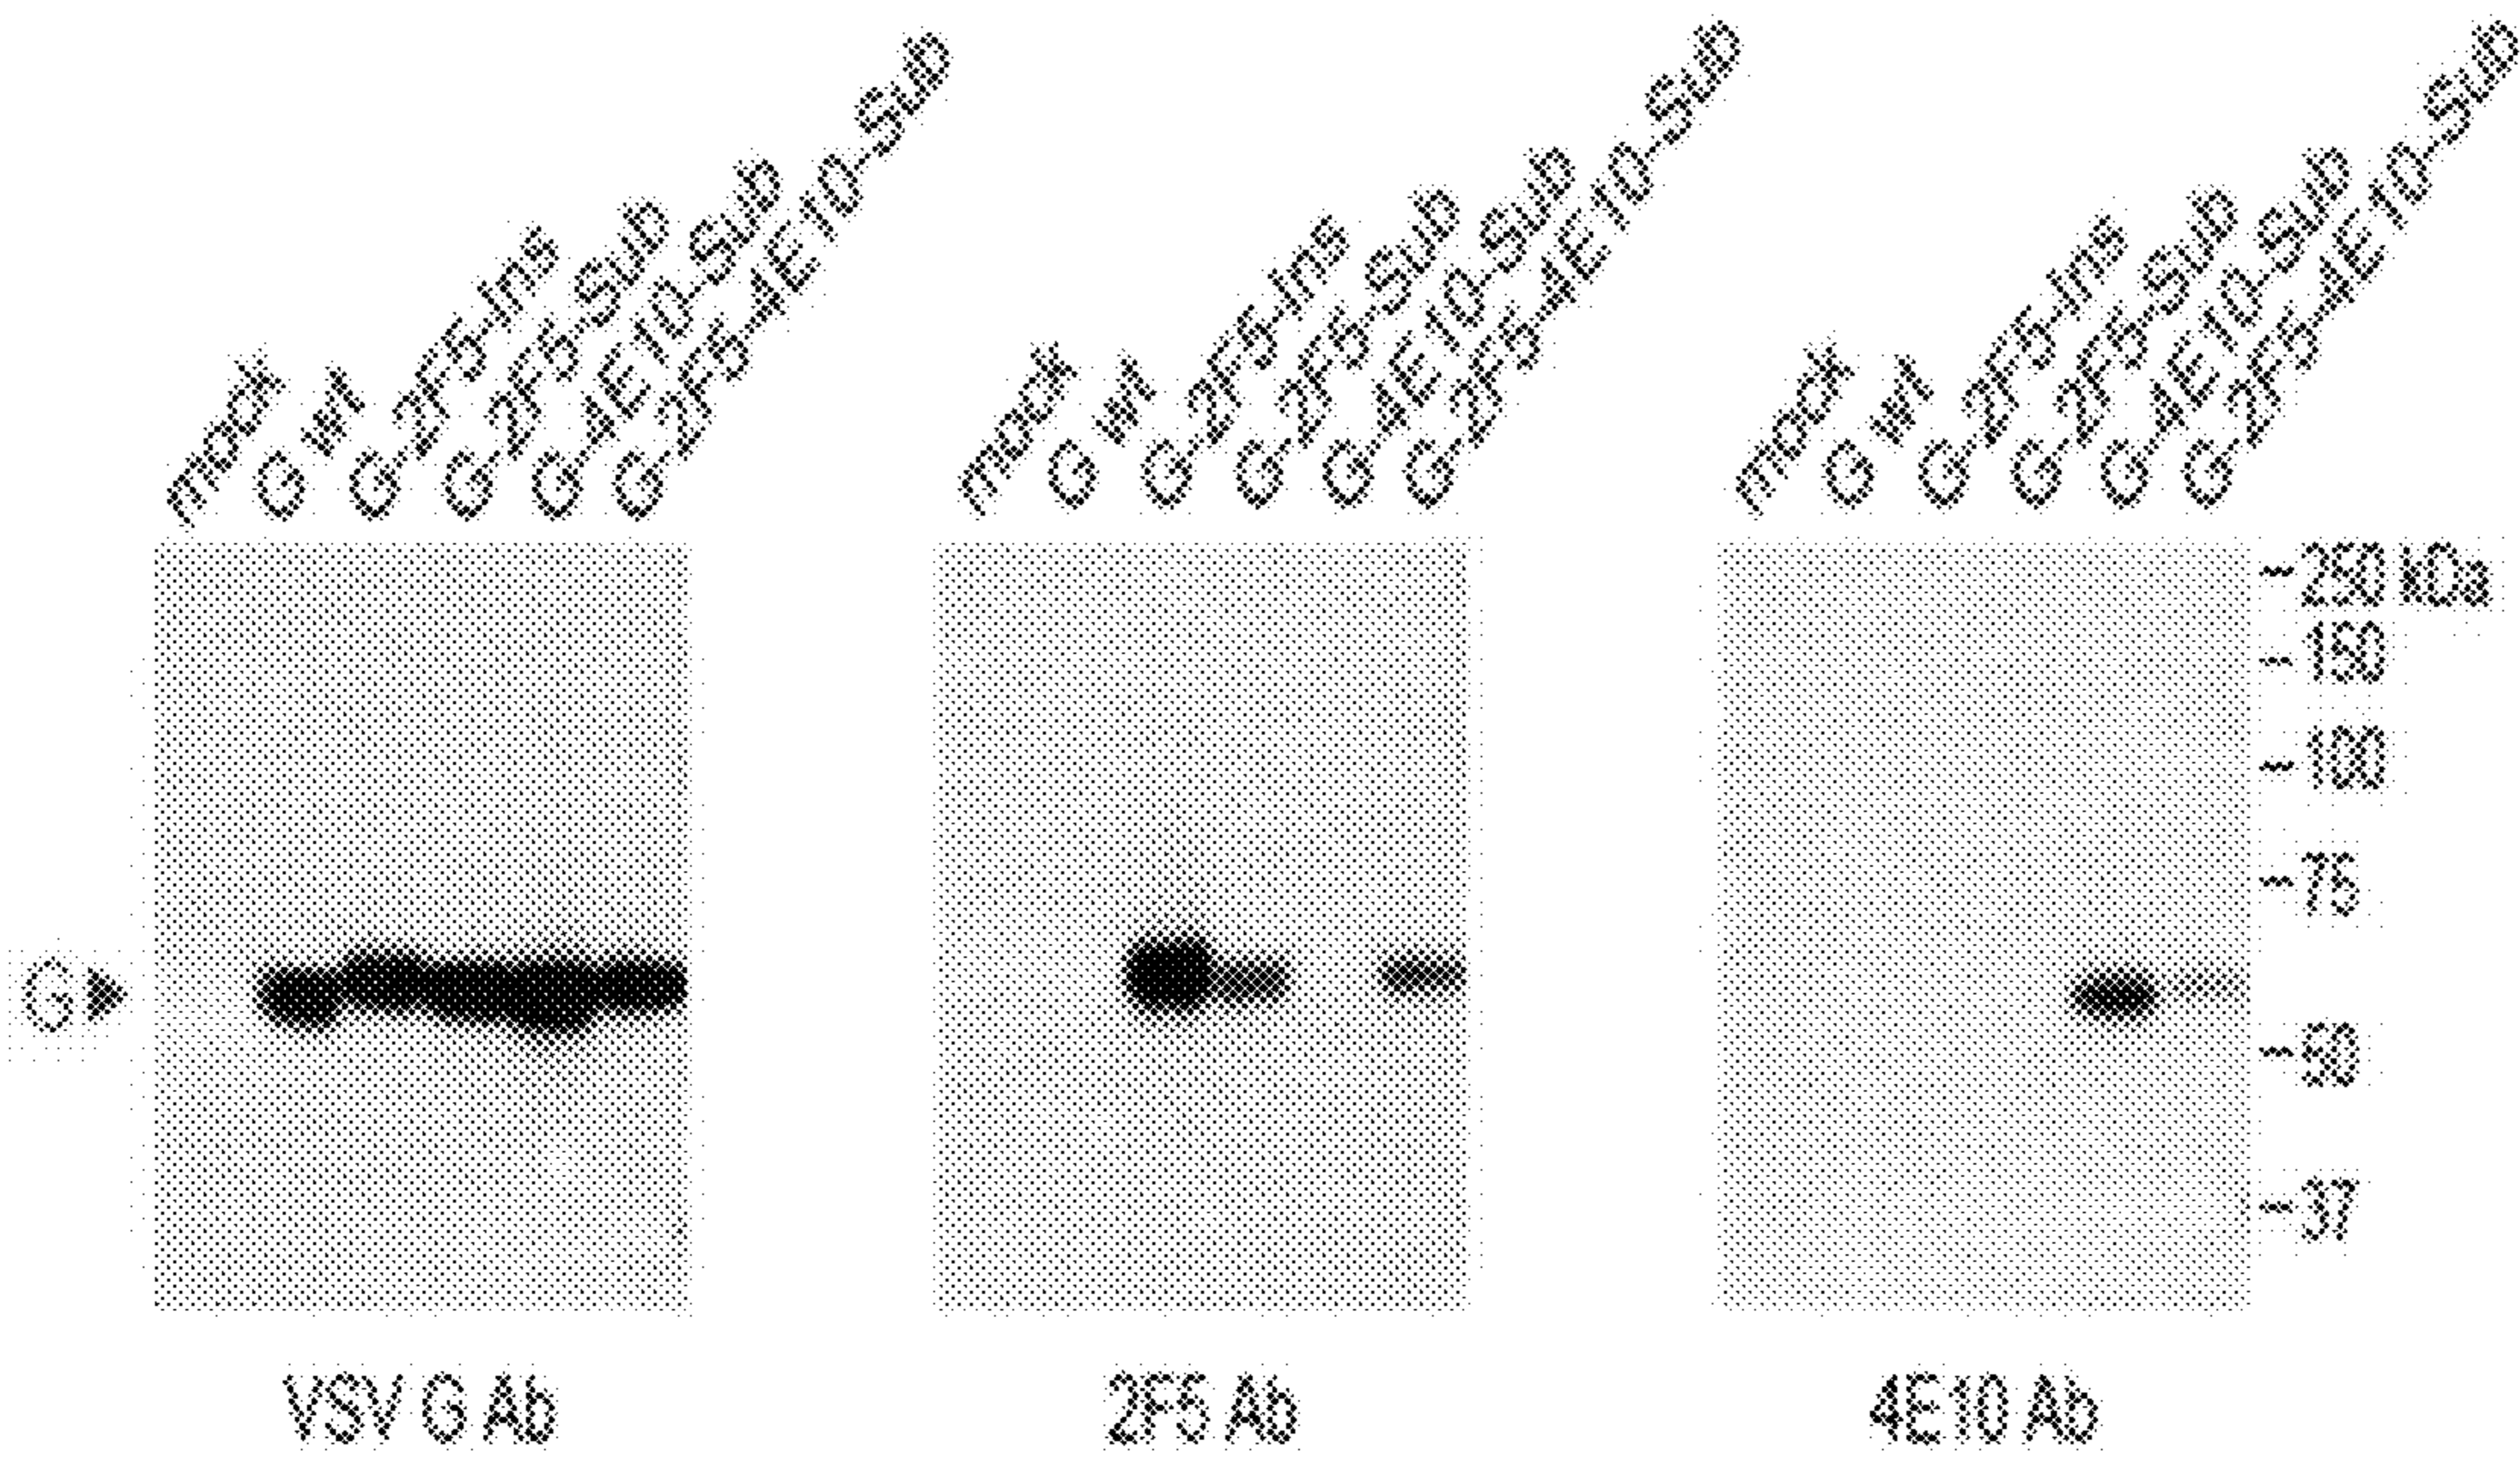 mock
G wt
G-2F5-Ins
G-2F5-Sub
G-4E10-Sub
G-2F5-4E10-Sub
mock
G wt
G-2F5-Ins
G-2F5-Sub
G-4E10-Sub
G-2F5-4E10-Sub
mock
G wt
G-2F5-Ins
G-2F5-Sub
G-4E10-Sub
G-2F5-4E10-Sub
250 kDa
150
100
75
G
50
37
VSV G Ab
2F5 Ab
4E10 Ab